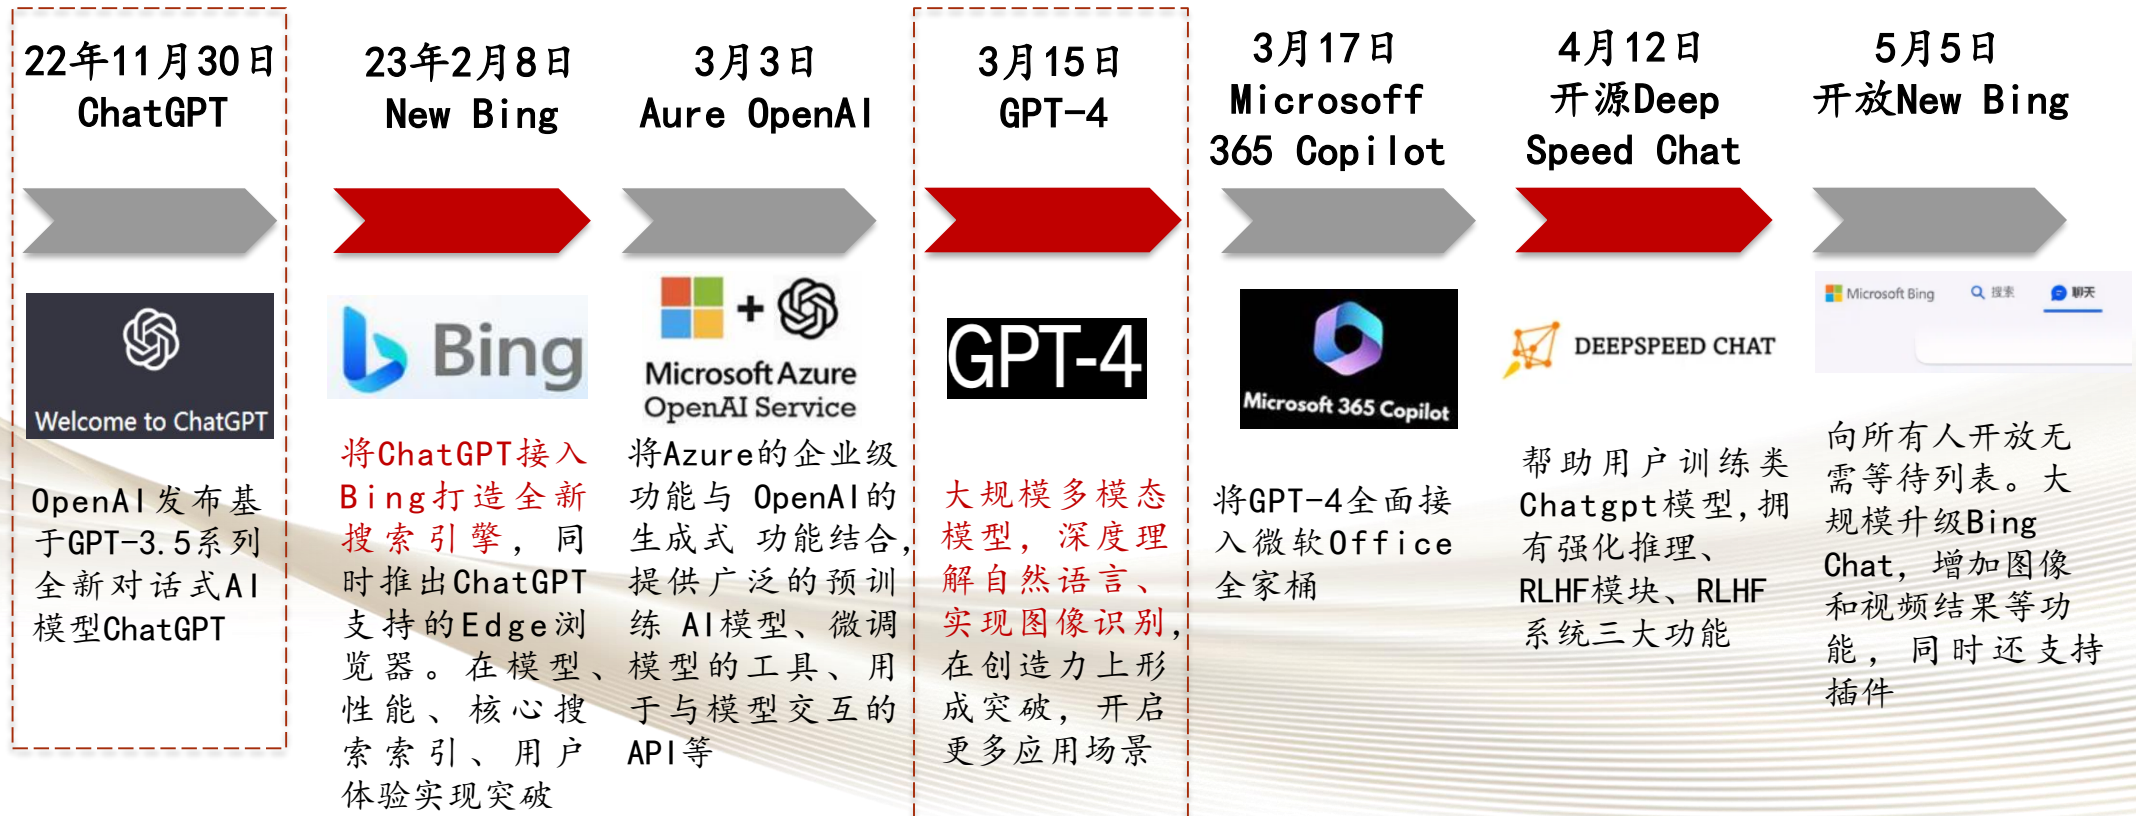 22年11月30日
ChatGPT
23年2月8日
New Bing
3月3日
Aure OpenAI
3月15日
GPT-4
3月17日
Microsoff
365 Copilot
4月12日
开源Deep
Speed Chat
5月5日
开放New Bing
Welcome to ChatGPT
OpenAI发布基
于GPT-3.5系列
全新对话式AI
模型ChatGPT
Bing
将ChatGPT接入
Bing打造全新
搜索引擎，同
时推出ChatGPT
支持的Edge浏
览器。在模型、
性能、核心搜
索索引、用户
体验实现突破
+
Microsoft Azure
OpenAI Service
将Azure的企业级
功能与 OpenAI的
生成式 功能结合,
提供广泛的预训
练 AI模型、微调
模型的工具、用
于与模型交互的
API等
GPT-4
大规模多模态
模型，深度理
解自然语言、
实现图像识别，
在创造力上形
成突破，开启
更多应用场景
Microsoft 365 Copilot
将GPT-4全面接
入微软Office
全家桶
DEEPSPEED CHAT
帮助用户训练类
Chatgpt模型,拥
有强化推理、
RLHF模块、RLHF
系统三大功能
Microsoft Bing 搜索 聊天
向所有人开放无
需等待列表。大
规模升级Bing
Chat，增加图像
和视频结果等功
能，同时还支持
插件